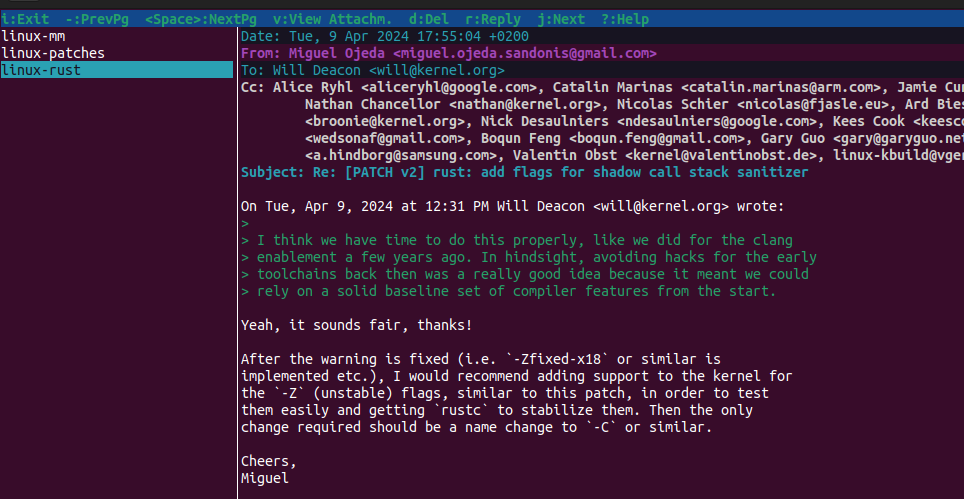 i:Exit -:PrevPg <Space>:NextPg v:View Attachm. d:Del r:Reply j:Next ?:Help
linux-mm
linux-patches
linux-rust
Date: Tue, 9 Apr 2024 17:55:04 +0200
From: Miguel Ojeda <miguel.ojeda.sandonis@gmail.com>
To: Will Deacon <will@kernel.org>
Cc: Alice Ryhl <aliceryhl@google.com>, Catalin Marinas <catalin.marinas@arm.com>, Jamie Cun
Nathan Chancellor <nathan@kernel.org>, Nicolas Schier <nicolas@fjasle.eu>, Ard Bies
<broonie@kernel.org>, Nick Desaulniers <ndesaulniers@google.com>, Kees Cook <keesco
<wedsonaf@gmail.com>, Boqun Feng <boqun.feng@gmail.com>, Gary Guo <gary@garyguo.net
<a.hindborg@samsung.com>, Valentin Obst <kernel@valentinobst.de>, linux-kbuild@vger
Subject: Re: [PATCH v2] rust: add flags for shadow call stack sanitizer
On Tue, Apr 9, 2024 at 12:31 PM Will Deacon <will@kernel.org> wrote:
>
> I think we have time to do this properly, like we did for the clang
> enablement a few years ago. In hindsight, avoiding hacks for the early
> toolchains back then was a really good idea because it meant we could
> rely on a solid baseline set of compiler features from the start.
Yeah, it sounds fair, thanks!
After the warning is fixed (i.e. `-Zfixed-x18` or similar is
implemented etc.), I would recommend adding support to the kernel for
the `-Z` (unstable) flags, similar to this patch, in order to test
them easily and getting `rustc` to stabilize them. Then the only
change required should be a name change to `-C` or similar.
Cheers,
Miguel